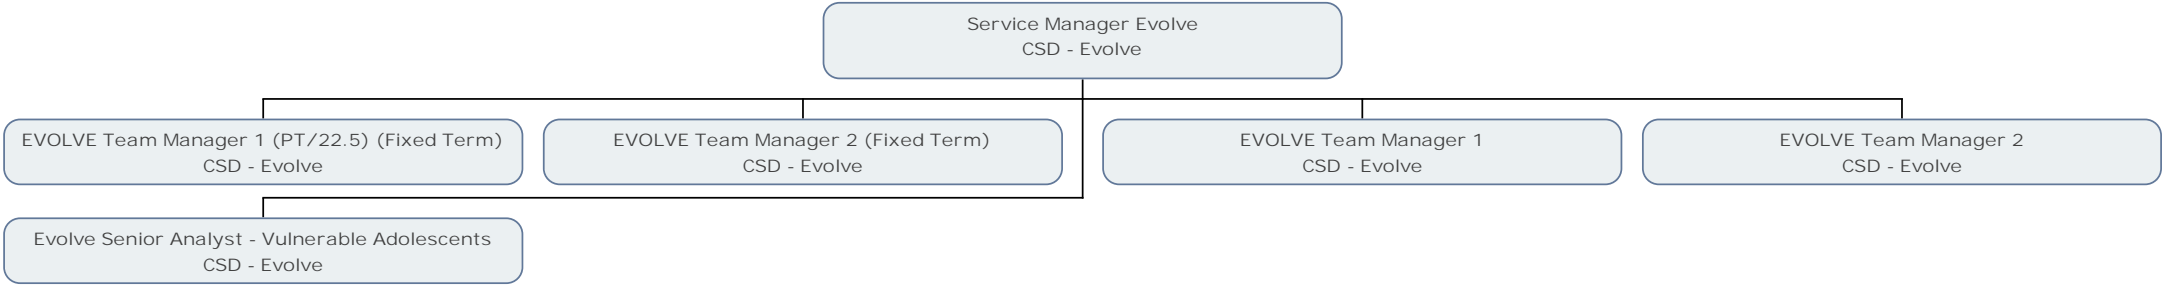 Service Manager Evolve
CSD - Evolve
EVOLVE Team Manager 1 (PT/22.5) (Fixed Term)
CSD - Evolve
EVOLVE Team Manager 2 (Fixed Term)
CSD - Evolve
EVOLVE Team Manager 1
CSD - Evolve
EVOLVE Team Manager 2
CSD - Evolve
Evolve Senior Analyst - Vulnerable Adolescents
CSD - Evolve